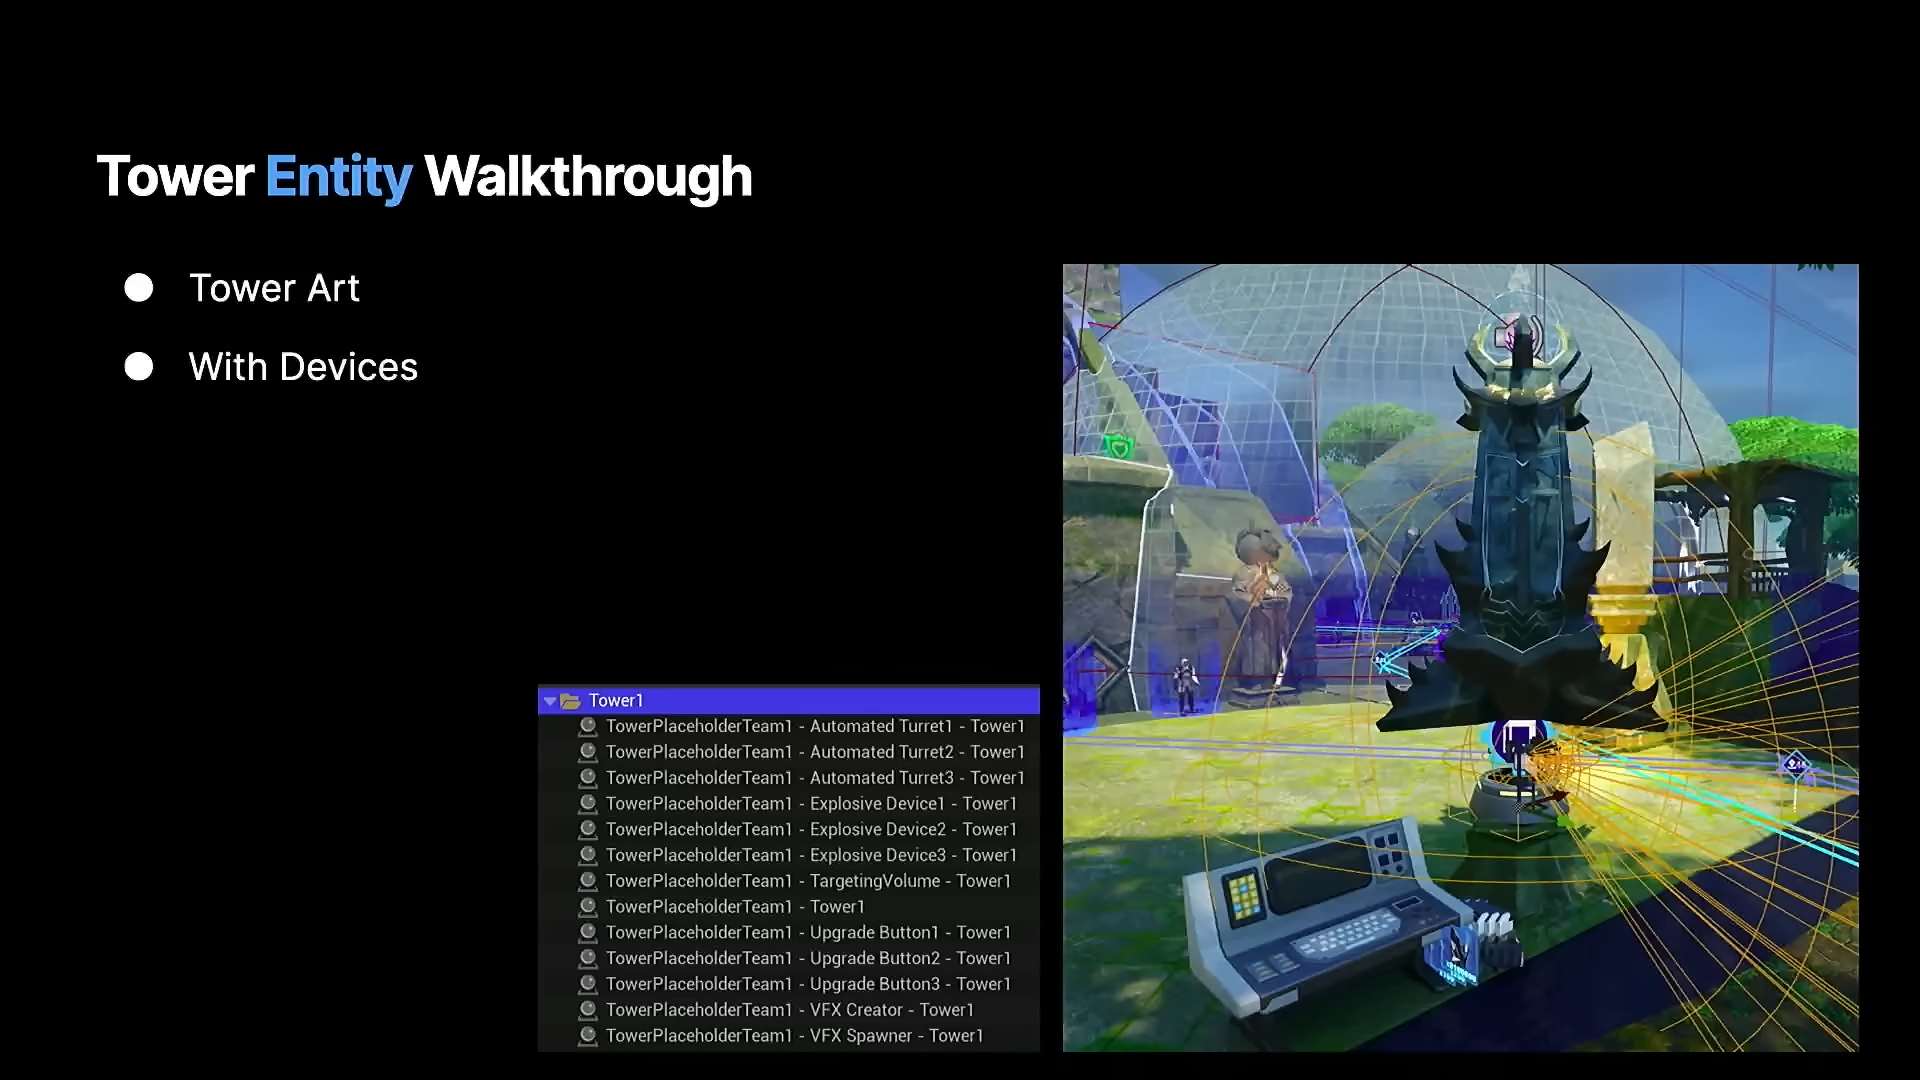 Tower Entity Walkthrough
Tower Art
With Devices
Tower1
TowerPlaceholderTeam1 - Automated Turret1 - Tower1
TowerPlaceholderTeam1 - Automated Turret2 - Tower1
TowerPlaceholderTeam1 - Automated Turret3 - Tower1
TowerPlaceholderTeam1 - Explosive Device1 - Tower1
TowerPlaceholderTeam1 - Explosive Device2 - Tower1
TowerPlaceholderTeam1 - Explosive Device3 - Tower1
TowerPlaceholderTeam1 - TargetingVolume - Tower1
TowerPlaceholderTeam1 - Tower1
TowerPlaceholderTeam1 - Upgrade Button1 - Tower1
TowerPlaceholderTeam1 - Upgrade Button2 - Tower1
TowerPlaceholderTeam1 - Upgrade Button3 - Tower1
TowerPlaceholderTeam1 - VFX Creator - Tower1
TowerPlaceholderTeam1 - VFX Spawner - Tower1